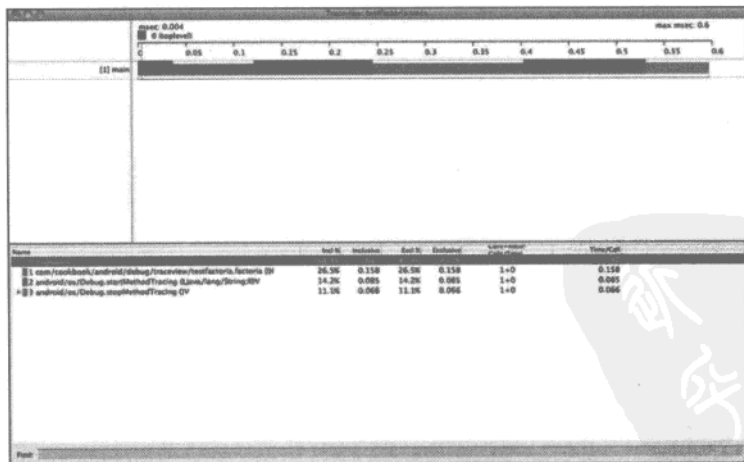 msec: 0.004
max msec: 0.6
0 (toplevel)
0 0.05 0.1 0.15 0.2 0.25 0.3 0.35 0.4 0.45 0.5 0.55 0.6
[1] main
Name Incl % Inclusive Excl % Exclusive Time/Call
1 com/cookbook/android/debug/traceview/testfactorio.factorio 26.5% 0.158 26.5% 0.158 1+0 0.158
2 android/os/Debug.startMethodTracing (Ljava/lang/String;I)V 14.2% 0.085 14.2% 0.085 1+0 0.085
3 android/os/Debug.stopMethodTracing ()V 11.1% 0.066 11.1% 0.066 1+0 0.066
Find: